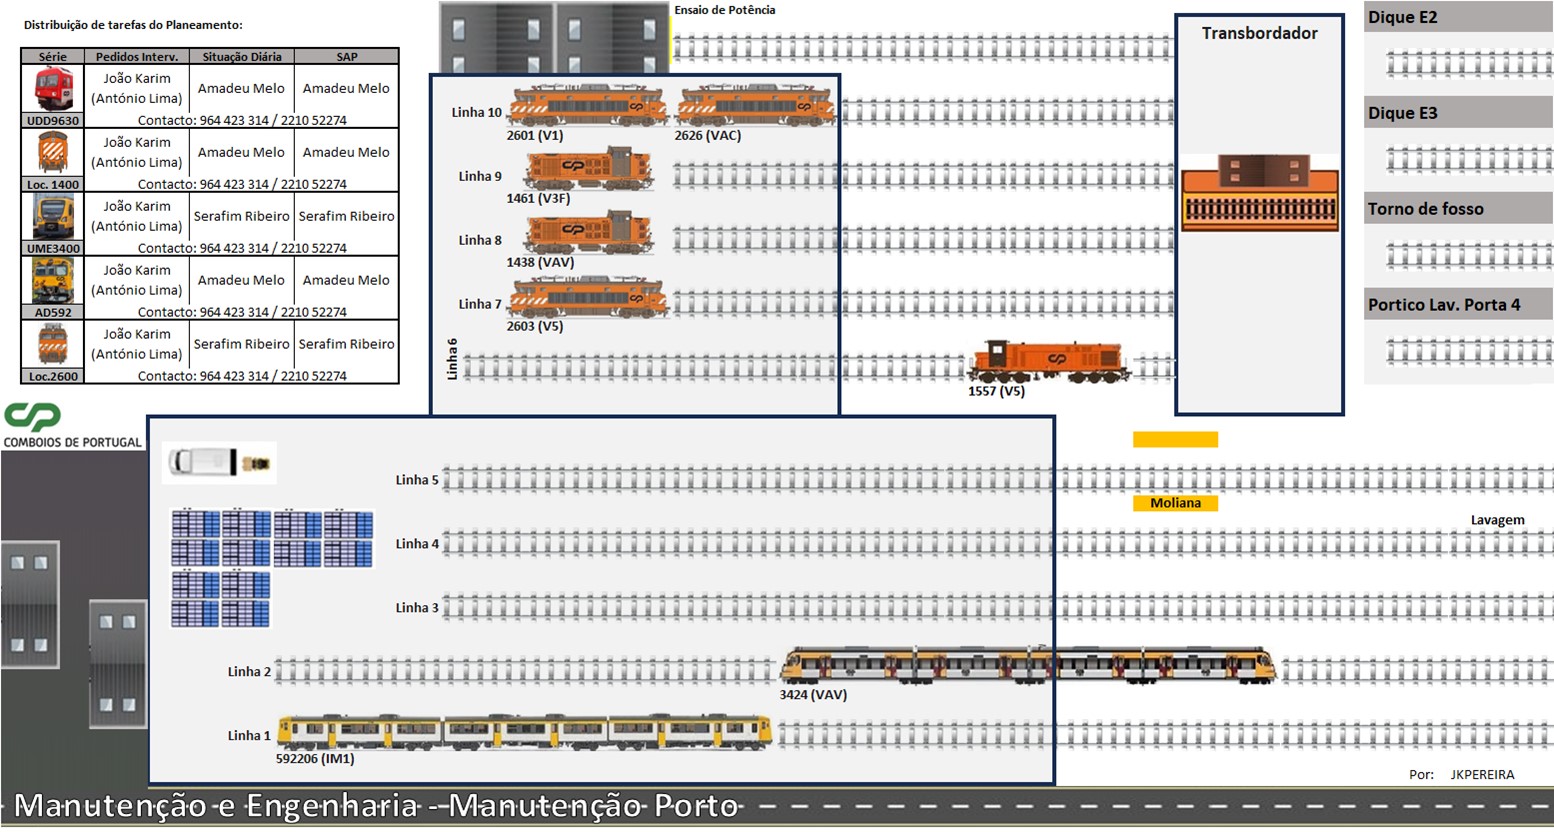 Distribuição de tarefas do Planeamento:
Série Pedidos Interv. Situação Diária SAP
João Karim
(António Lima) Amadeu Melo Amadeu Melo
UDD9630 Contacto: 964 423 314 / 2210 52274
João Karim
(António Lima) Amadeu Melo Amadeu Melo
Loc. 1400 Contacto: 964 423 314 / 2210 52274
João Karim
(António Lima) Serafim Ribeiro Serafim Ribeiro
UME3400 Contacto: 964 423 314 / 2210 52274
João Karim
(António Lima) Amadeu Melo Amadeu Melo
AD592 Contacto: 964 423 314 / 2210 52274
João Karim
(António Lima) Serafim Ribeiro Serafim Ribeiro
Loc.2600 Contacto: 964 423 314 / 2210 52274
Ensaio de Potência
Linha 10
2601 (V1) 2626 (VAC)
Linha 9
1461 (V3F)
Linha 8
1438 (VAV)
Linha 7
2603 (V5)
Linha 6
1557 (V5)
Transbordador
Dique E2
Dique E3
Torno de fosso
Portico Lav. Porta 4
CP
COMBOIOS DE PORTUGAL
Linha 5
Moliana
Lavagem
Linha 4
Linha 3
Linha 2
3424 (VAV)
Linha 1
592206 (IM1)
Por: JKPEREIRA
Manutenção e Engenharia - Manutenção Porto